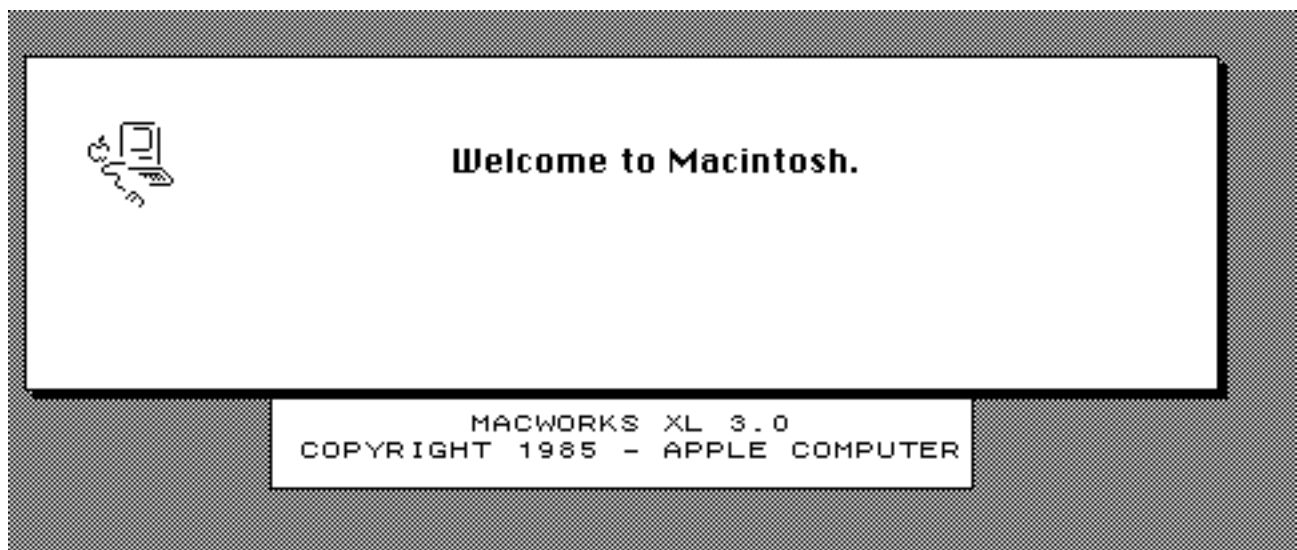 Welcome to Macintosh.
MACWORKS XL 3.0
COPYRIGHT 1985 - APPLE COMPUTER